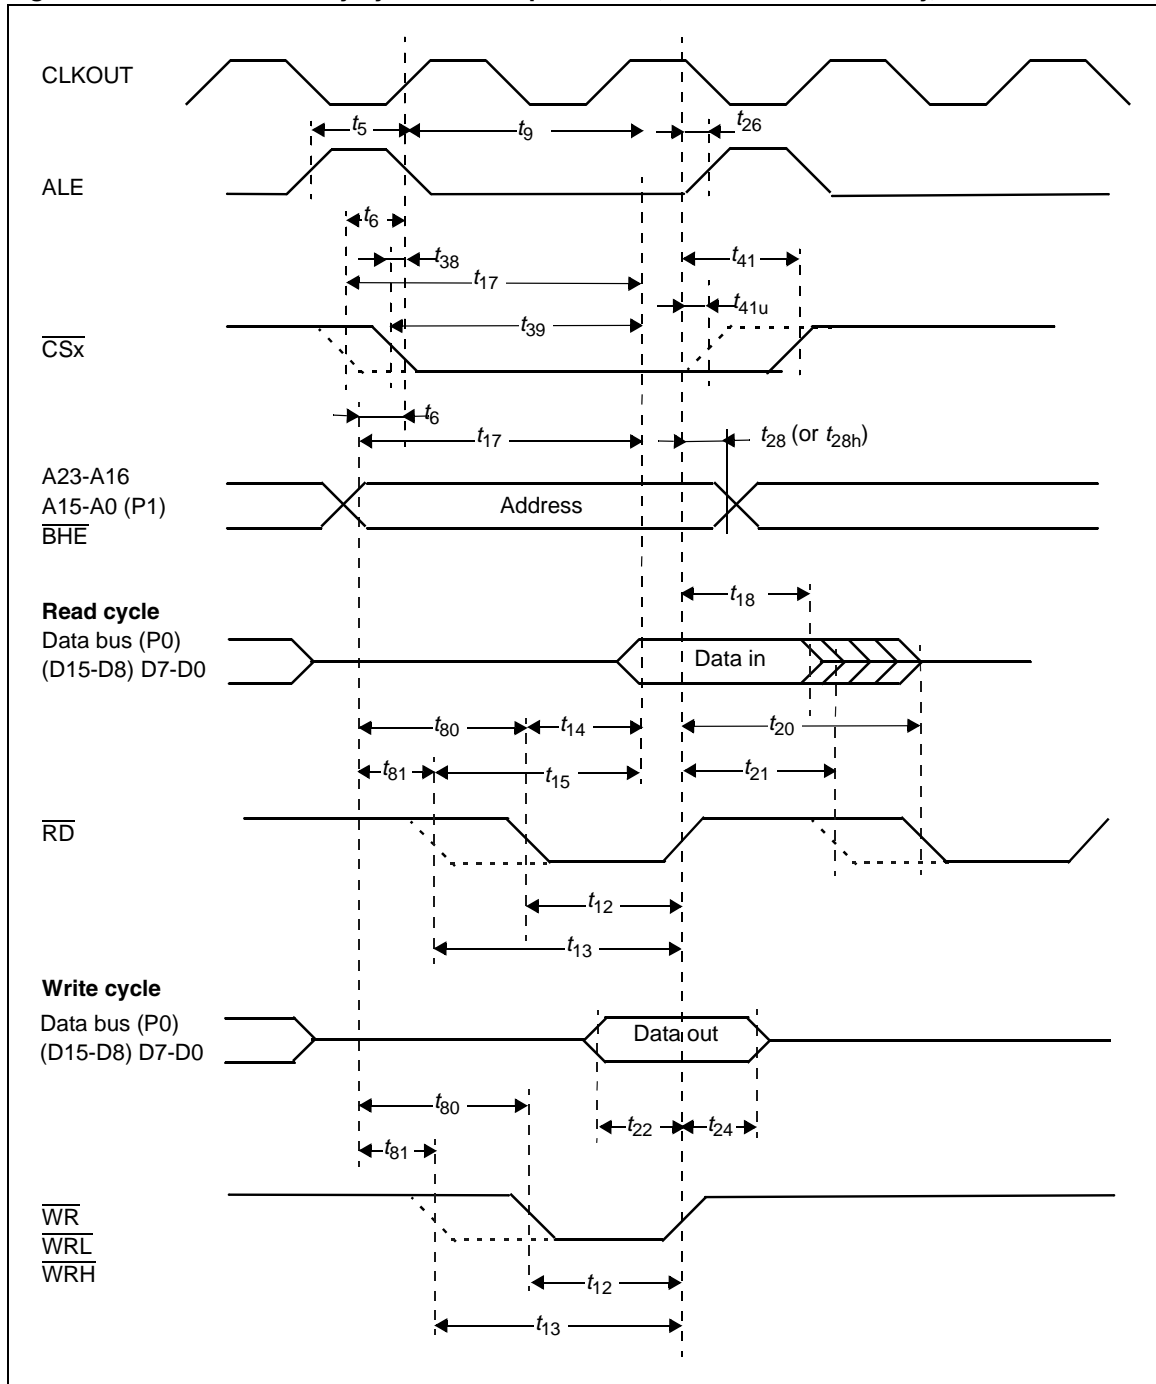 CLKOUT
t5
t9
t26
ALE
t6
t38
t17
t41
t41u
t39
CSx
t6
t17
t28 (or t28h)
A23-A16
A15-A0 (P1)
BHE
Address
t18
Read cycle
Data bus (P0)
(D15-D8) D7-D0
Data in
t80
t14
t20
t81
t15
t21
RD
t12
t13
Write cycle
Data bus (P0)
(D15-D8) D7-D0
Data out
t80
t22
t24
t81
WR
WRL
WRH
t12
t13